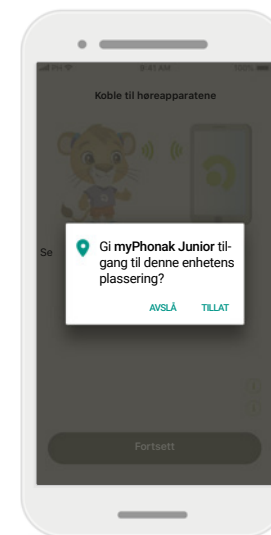 9:41 AM
100%
Koble til høreapparatene
Se
Gi myPhonak Junior til-
gang til denne enhetens
plassering?
AVSLÅ TILLAT
Fortsett